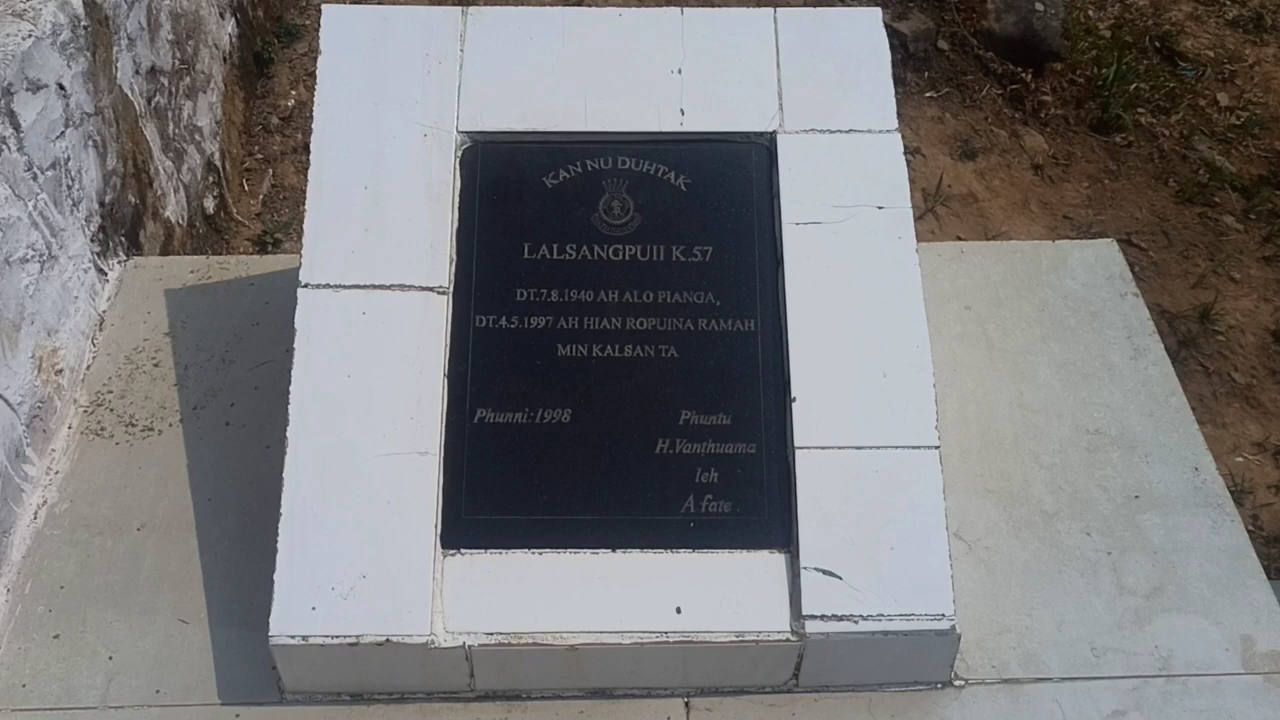 KAN NU DUHTAK
LALSANGPUII K.57
DT.7.8.1940 AH ALO PIANGA,
DT.4.5.1997 AH HIAN ROPUINA RAMAH
MIN KALSAN TA
Phunni:1998
Phuntu
H.Vanthuama
leh
A fate